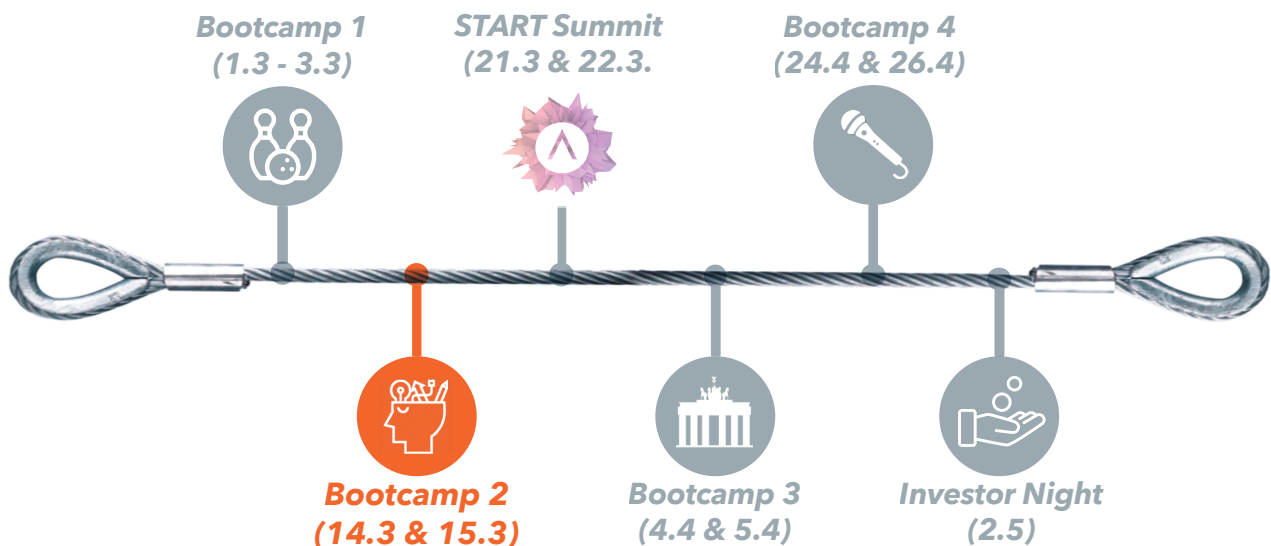 Bootcamp 1
(1.3 - 3.3)
START Summit
(21.3 & 22.3.
Bootcamp 4
(24.4 & 26.4)
Bootcamp 2
(14.3 & 15.3)
Bootcamp 3
(4.4 & 5.4)
Investor Night
(2.5)